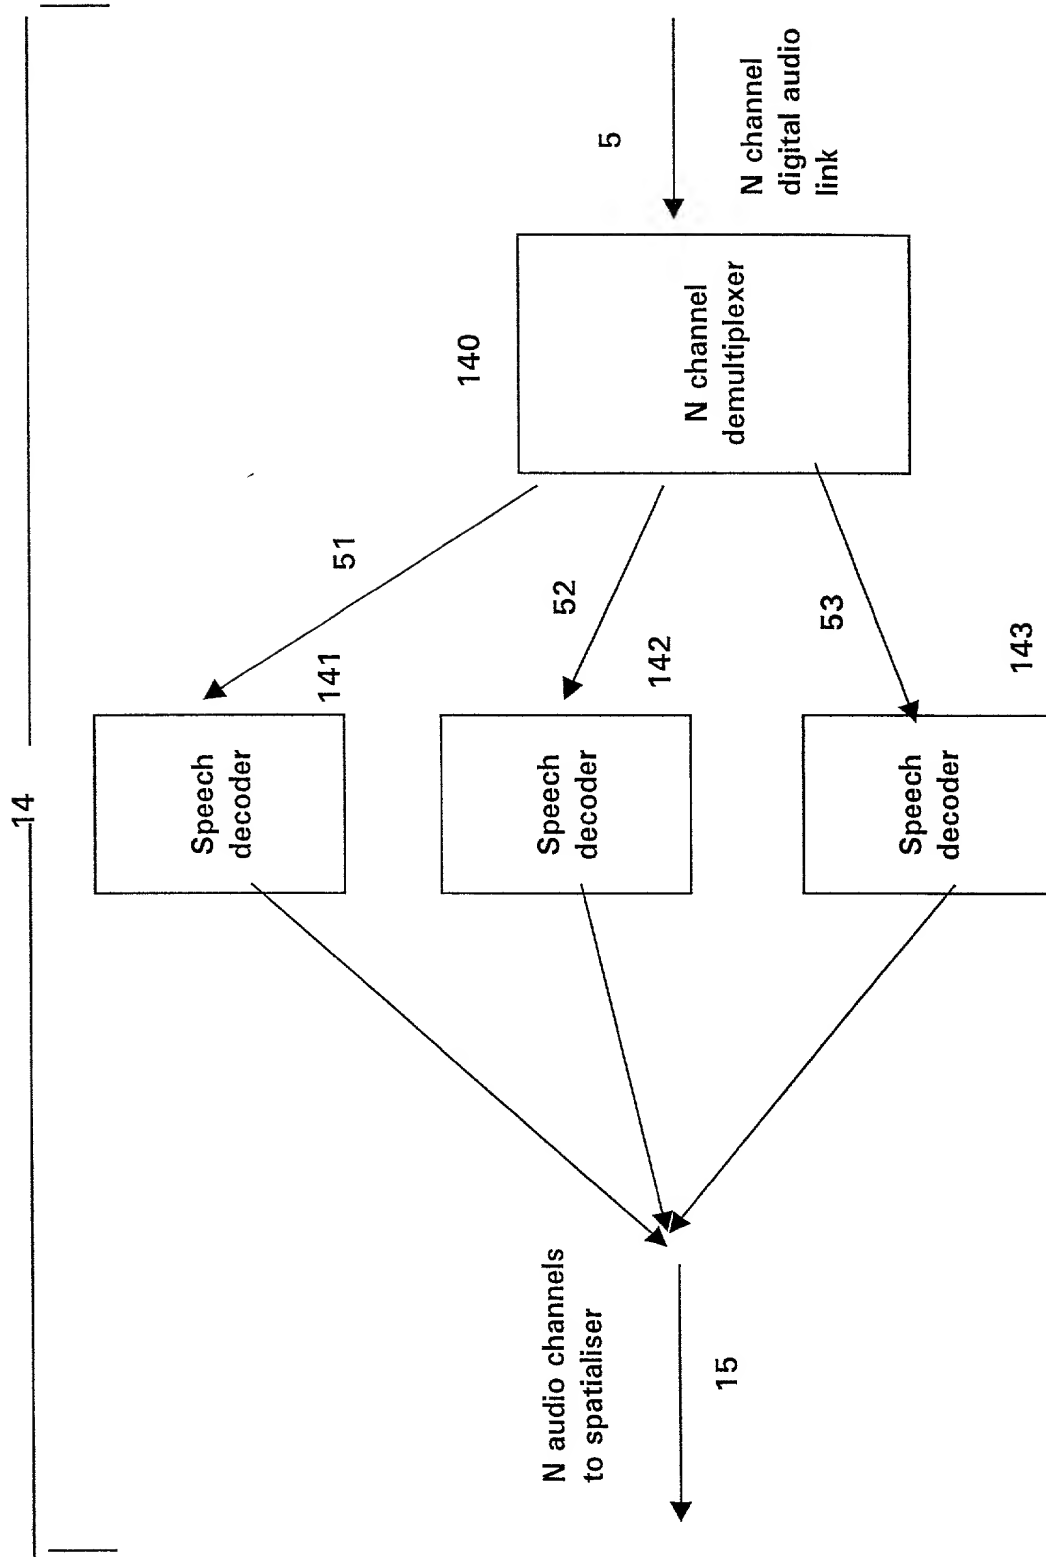 14
N audio channels
to spatialiser
15
Speech
decoder
141
Speech
decoder
142
Speech
decoder
143
51
52
53
140
N channel
demultiplexer
5
N channel
digital audio
link